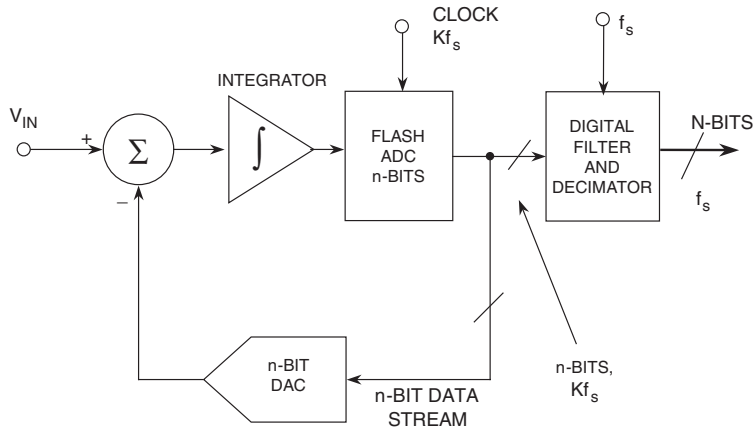 CLOCK
Kfs
fs
INTEGRATOR
VIN
+
Σ
–
∫
FLASH
ADC
n-BITS
DIGITAL
FILTER
AND
DECIMATOR
N-BITS
fs
n-BIT
DAC
n-BIT DATA
STREAM
n-BITS,
Kfs